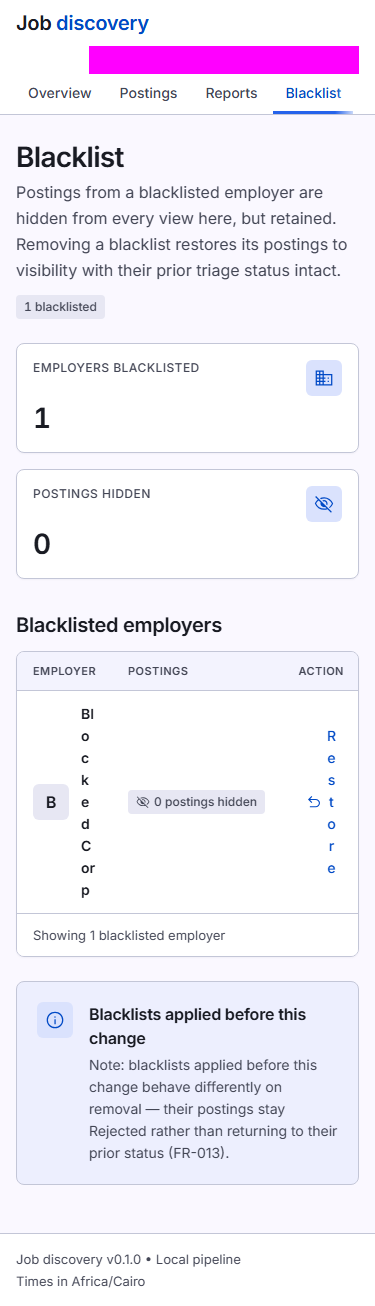 Job discovery
Overview Postings Reports Blacklist
Blacklist
Postings from a blacklisted employer are
hidden from every view here, but retained.
Removing a blacklist restores its postings to
visibility with their prior triage status intact.
1 blacklisted
EMPLOYERS BLACKLISTED
1
POSTINGS HIDDEN
0
Blacklisted employers
EMPLOYER POSTINGS ACTION
B
Bl
o
c
k
e
d
C
or
p
0 postings hidden
R
e
s
t
o
r
e
Showing 1 blacklisted employer
Blacklists applied before this
change
Note: blacklists applied before this
change behave differently on
removal — their postings stay
Rejected rather than returning to their
prior status (FR-013).
Job discovery v0.1.0 • Local pipeline
Times in Africa/Cairo